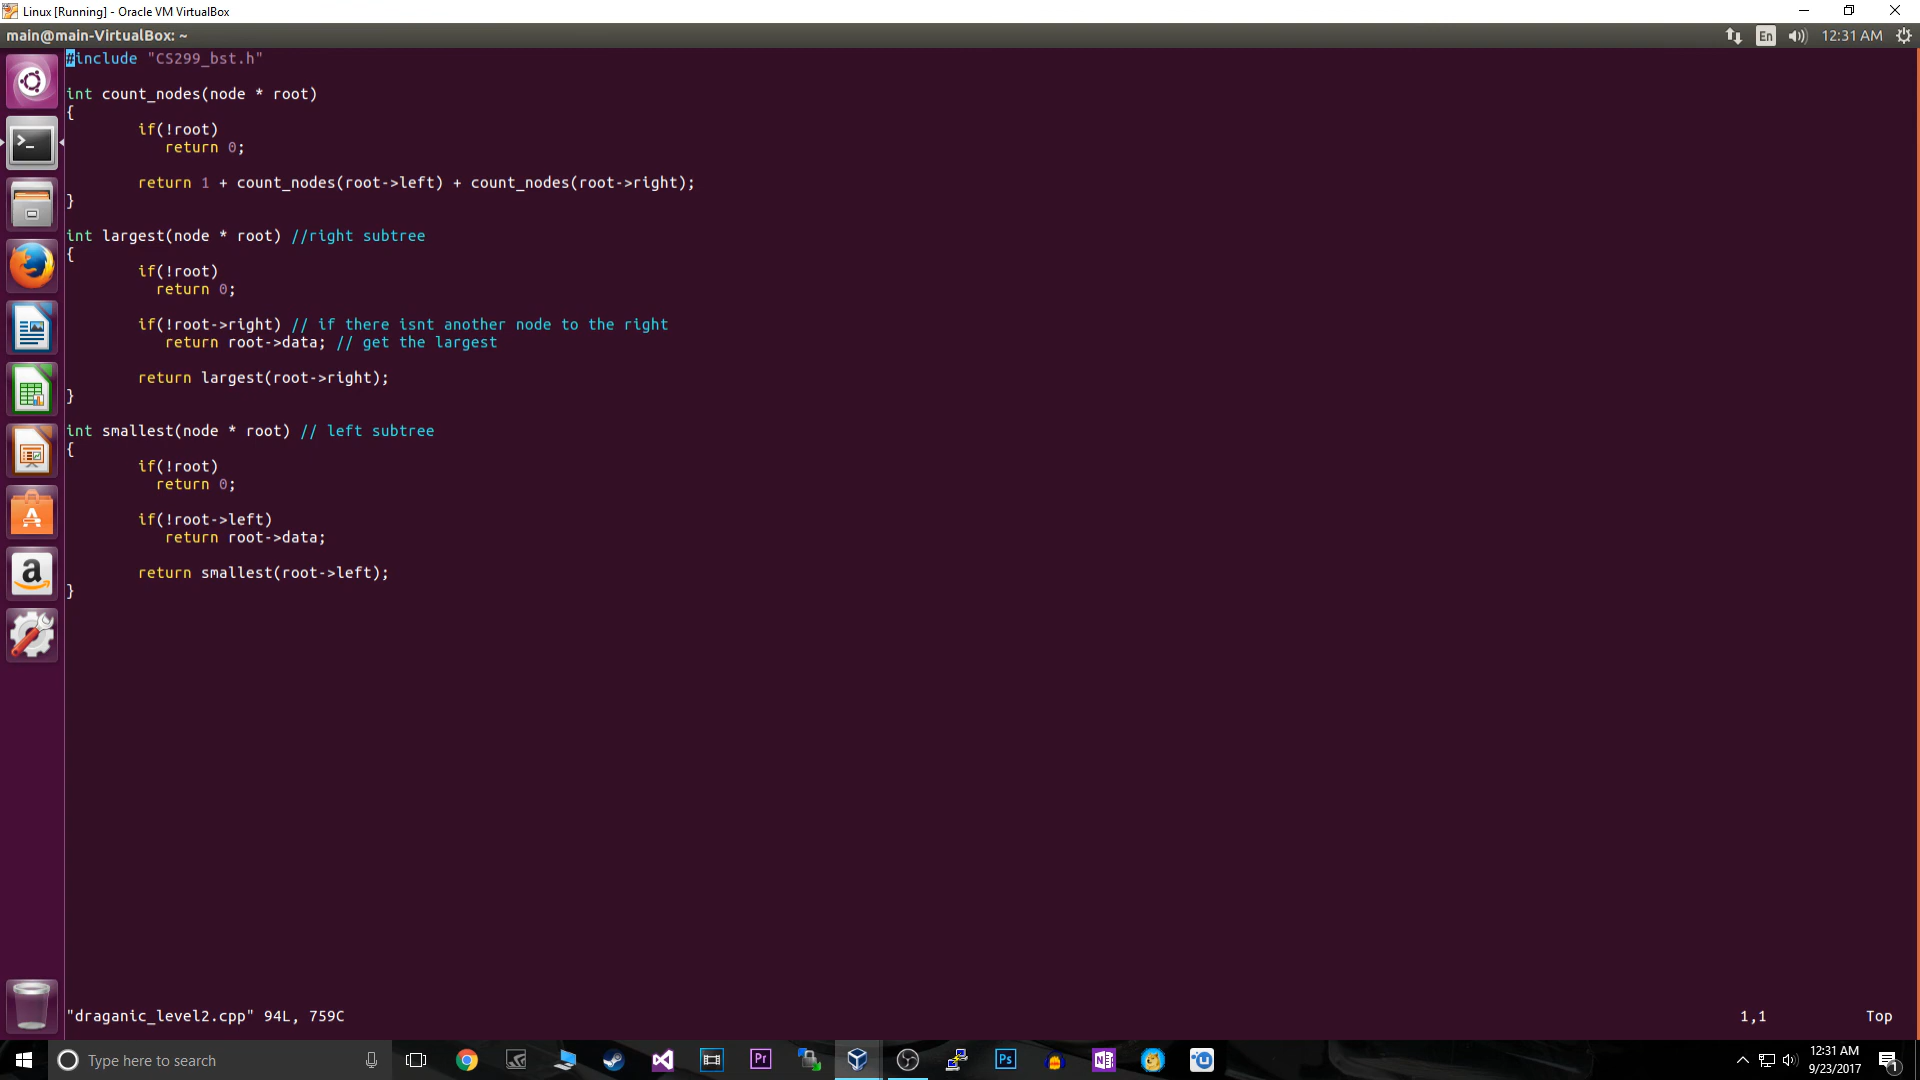 Linux [Running] - Oracle VM VirtualBox
main@main-VirtualBox: ~
En
12:31 AM
#include "CS299_bst.h"
int count_nodes(node * root)
{
if(!root)
return 0;
return 1 + count_nodes(root->left) + count_nodes(root->right);
}
int largest(node * root) //right subtree
{
if(!root)
return 0;
if(!root->right) // if there isnt another node to the right
return root->data; // get the largest
return largest(root->right);
}
int smallest(node * root) // left subtree
{
if(!root)
return 0;
if(!root->left)
return root->data;
return smallest(root->left);
}
"draganic_level2.cpp" 94L, 759C
1,1
Top
Type here to search
Pr
Ps
N
12:31 AM
9/23/2017
1